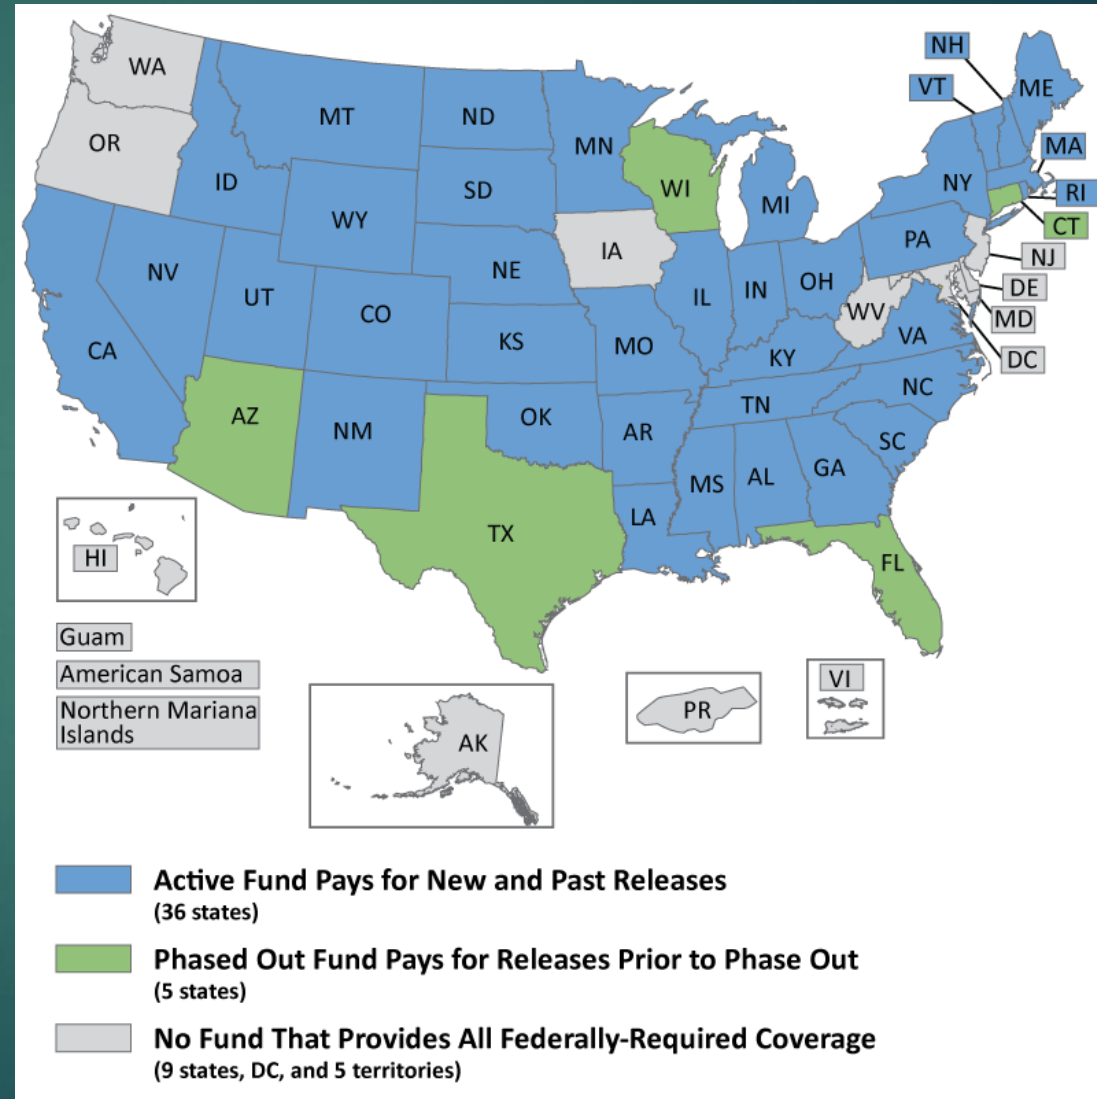 NH
VT
ME
WA
MT
ND
MN
OR
MA
ID
SD
WI
NY
MI
RI
WY
CT
PA
IA
NJ
NV
NE
UT
CO
IL
IN
OH
DE
WV
MD
VA
CA
KS
MO
KY
DC
NC
TN
AZ
NM
OK
AR
SC
GA
MS
AL
LA
TX
FL
HI
Guam
American Samoa
Northern Mariana
Islands
VI
PR
AK
Active Fund Pays for New and Past Releases
(36 states)
Phased Out Fund Pays for Releases Prior to Phase Out
(5 states)
No Fund That Provides All Federally-Required Coverage
(9 states, DC, and 5 territories)